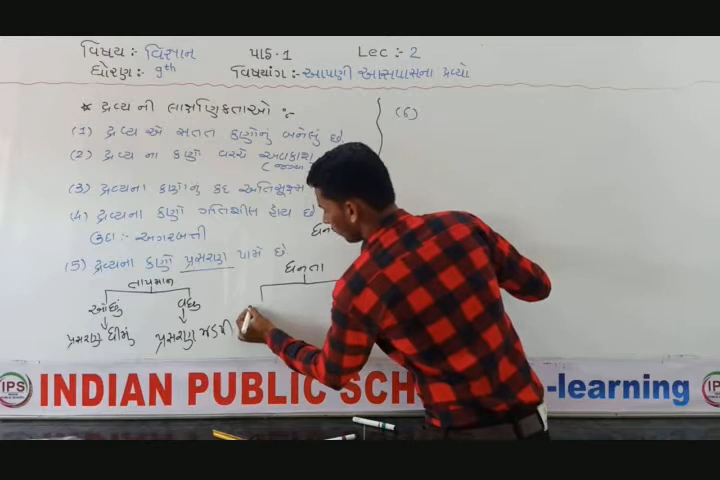 વિષય :- વિજ્ઞાન પાઠ-1 Lec :- 2
ધોરણ :- 9th વિષયાંગ :- આપણી આસપાસના દ્રવ્યો
* દ્રવ્ય ની લાક્ષણિકતાઓ :-
(1) દ્રવ્ય એ સતત કણોનું બનેલું છે
(2) દ્રવ્ય ના કણો વચ્ચે અવકાશ
(3) દ્રવ્યના કણોનું કદ અતિસૂક્ષ્મ
(4) દ્રવ્યના કણો ગતિશીલ હોય છે
ઉદા :- અગરબત્તી
(5) દ્રવ્યના કણો પ્રસરણ પામે છે
તાપમાન
ઓછું વધુ
પ્રસરણ ધીમું પ્રસરણ ઝડપી
ઘનતા
(6)
IPS INDIAN PUBLIC -learning